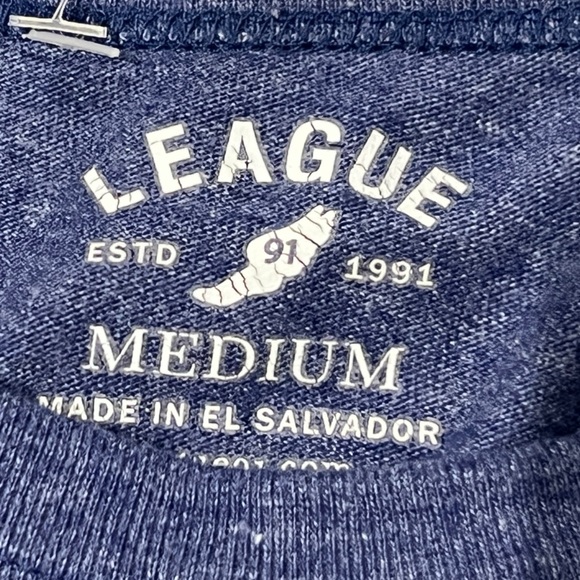 LEAGUE
ESTD 91 1991
MEDIUM
MADE IN EL SALVADOR